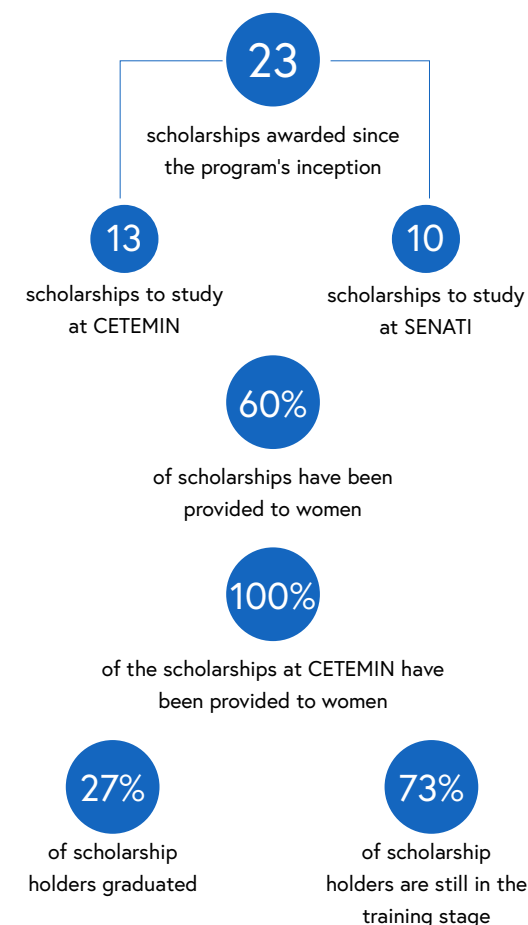 23
scholarships awarded since
the program's inception
13
scholarships to study
at CETEMIN
10
scholarships to study
at SENATI
60%
of scholarships have been
provided to women
100%
of the scholarships at CETEMIN have
been provided to women
27%
of scholarship
holders graduated
73%
of scholarship
holders are still in the
training stage